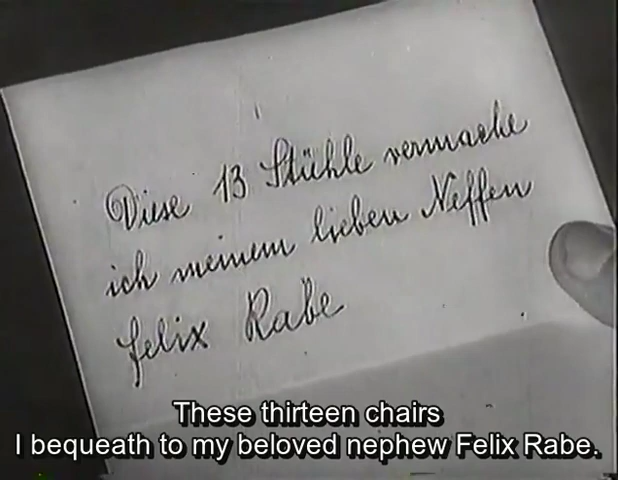 Diese 13 Stühle vermache
ich meinem lieben Neffen
Felix Rabe
These thirteen chairs
I bequeath to my beloved nephew Felix Rabe.